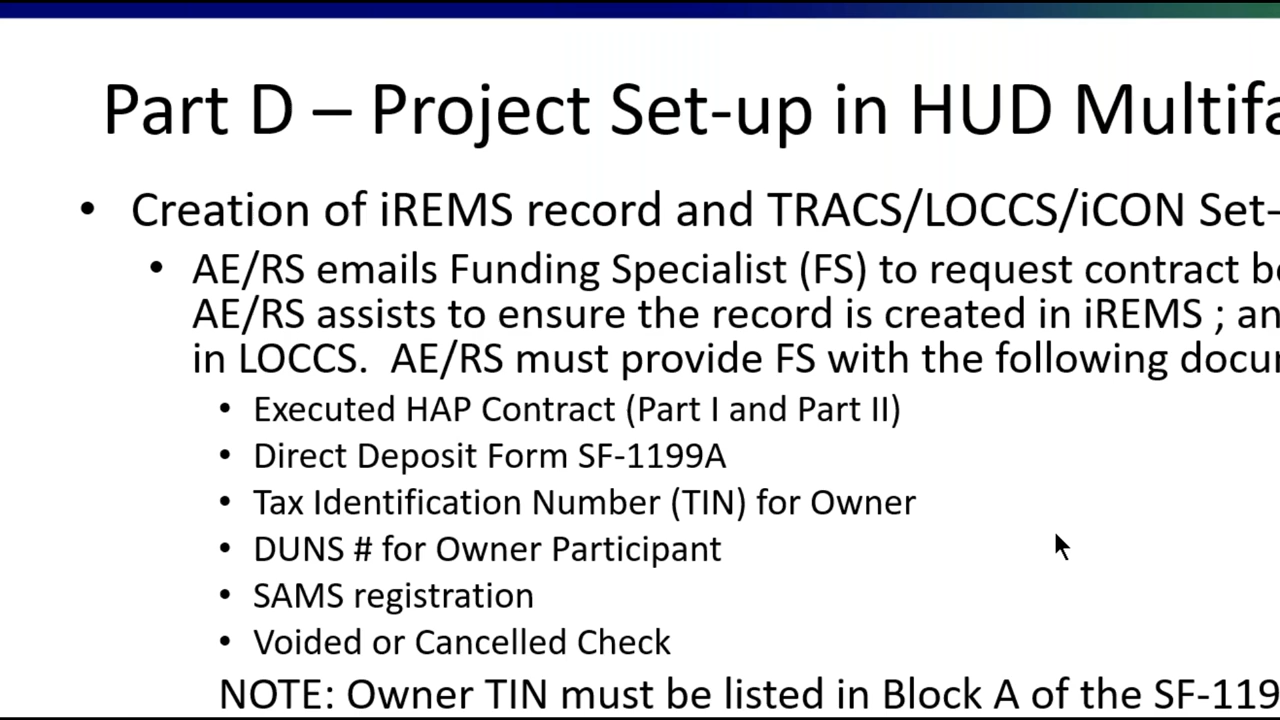 Part D – Project Set-up in HUD Multifa
• Creation of iREMS record and TRACS/LOCCS/iCON Set-
• AE/RS emails Funding Specialist (FS) to request contract be
AE/RS assists to ensure the record is created in iREMS ; an
in LOCCS.  AE/RS must provide FS with the following docu
• Executed HAP Contract (Part I and Part II)
• Direct Deposit Form SF-1199A
• Tax Identification Number (TIN) for Owner
• DUNS # for Owner Participant
• SAMS registration
• Voided or Cancelled Check
NOTE: Owner TIN must be listed in Block A of the SF-119